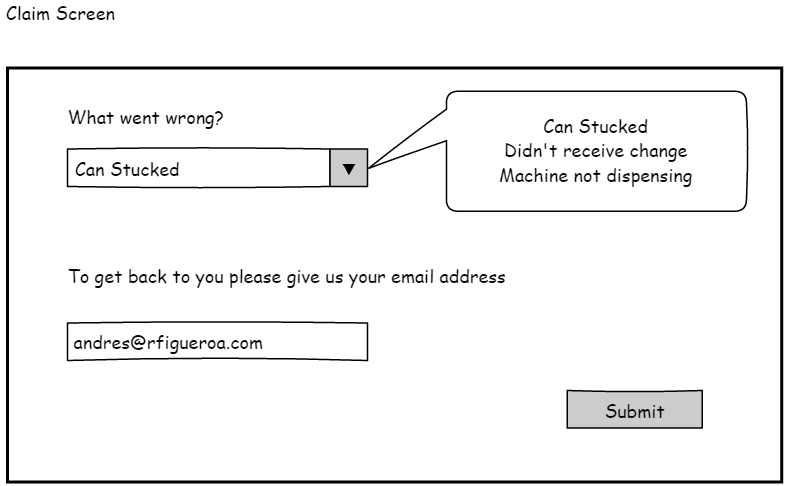 Claim Screen
What went wrong?
Can Stucked
Can Stucked
Didn't receive change
Machine not dispensing
To get back to you please give us your email address
andres@rfigueroa.com
Submit